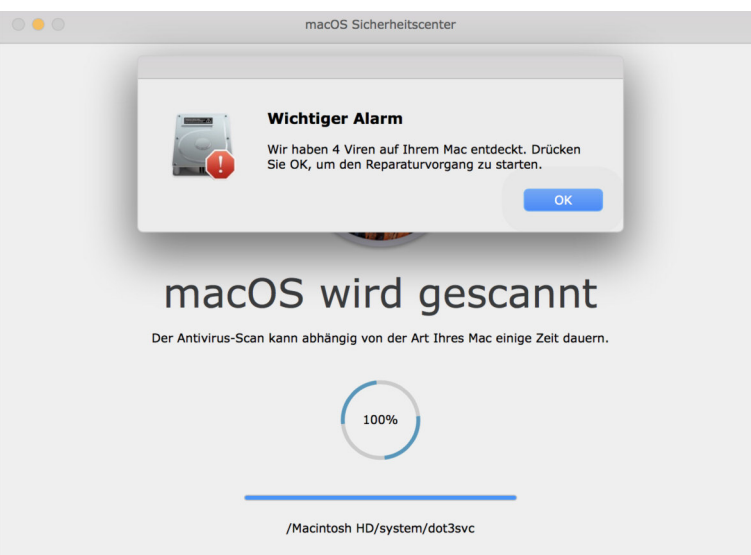 macOS Sicherheitscenter
Wichtiger Alarm
Wir haben 4 Viren auf Ihrem Mac entdeckt. Drücken
Sie OK, um den Reparaturvorgang zu starten.
OK
macOS wird gescannt
Der Antivirus-Scan kann abhängig von der Art Ihres Mac einige Zeit dauern.
100%
/Macintosh HD/system/dot3svc